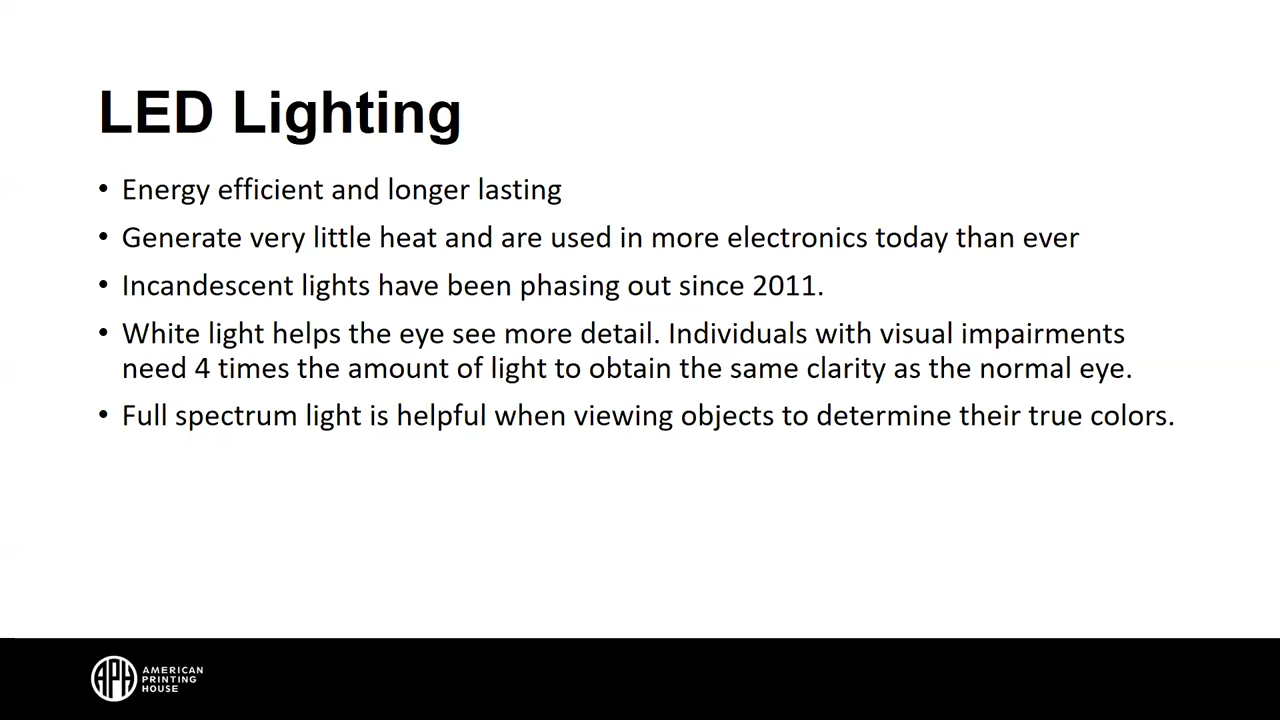 LED Lighting
• Energy efficient and longer lasting
• Generate very little heat and are used in more electronics today than ever
• Incandescent lights have been phasing out since 2011.
• White light helps the eye see more detail. Individuals with visual impairments
need 4 times the amount of light to obtain the same clarity as the normal eye.
• Full spectrum light is helpful when viewing objects to determine their true colors.
APH
AMERICAN
PRINTING
HOUSE